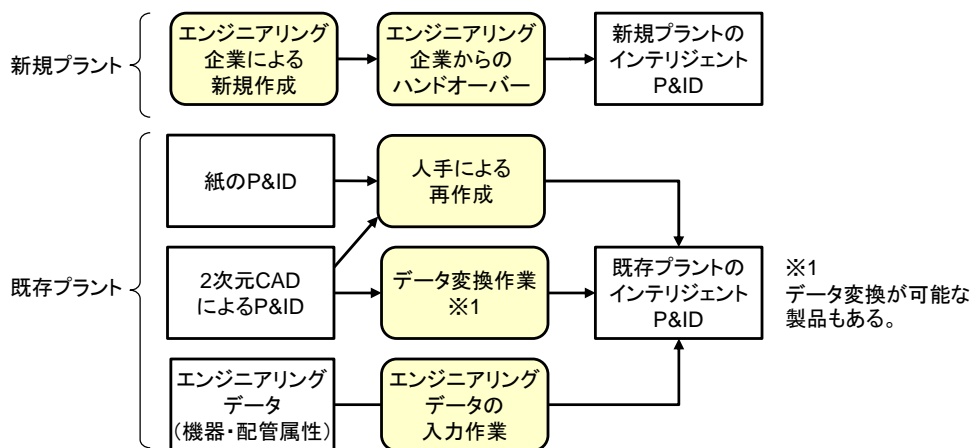 新規プラント
エンジニアリング
企業による
新規作成
エンジニアリング
企業からの
ハンドオーバー
新規プラントの
インテリジェント
P&ID
既存プラント
紙のP&ID
人手による
再作成
2次元CAD
によるP&ID
データ変換作業
※1
既存プラントの
インテリジェント
P&ID
※1
データ変換が可能な
製品もある。
エンジニアリング
データ
(機器・配管属性)
エンジニアリング
データの
入力作業